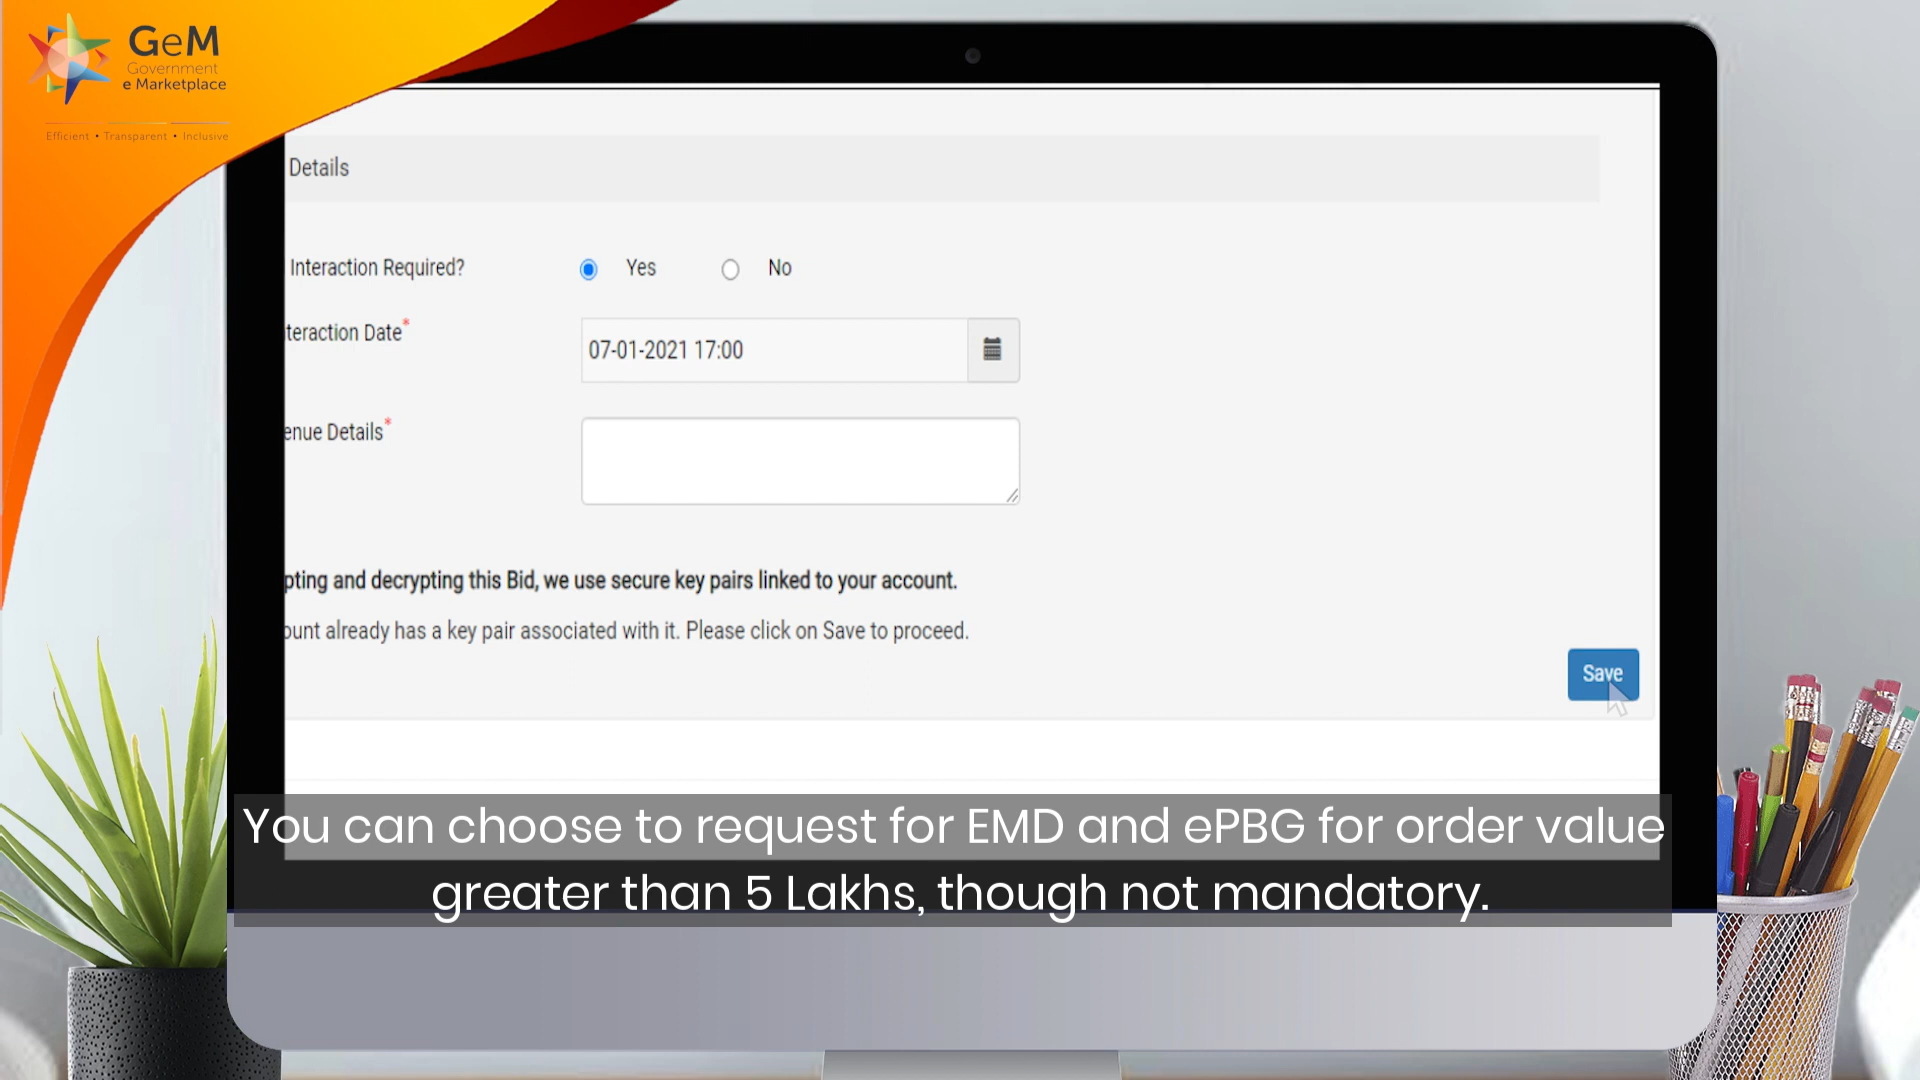 GeM
Government
e Marketplace
Efficient • Transparent • Inclusive
Details
Interaction Required? Yes No
teraction Date* 07-01-2021 17:00
enue Details*
pting and decrypting this Bid, we use secure key pairs linked to your account.
ount already has a key pair associated with it. Please click on Save to proceed.
Save
You can choose to request for EMD and ePBG for order value
greater than 5 Lakhs, though not mandatory.